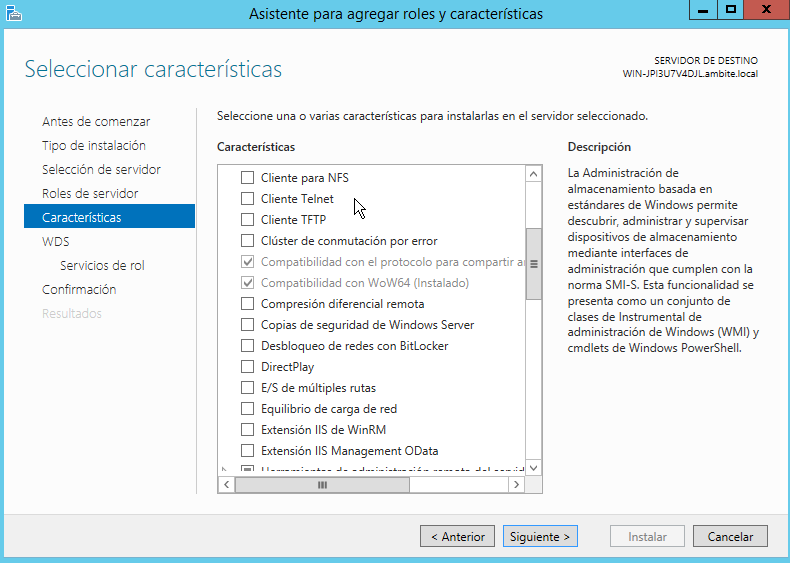 Asistente para agregar roles y características
Seleccionar características
SERVIDOR DE DESTINO
WIN-JPI3U7V4DJL.ambite.local
Antes de comenzar
Tipo de instalación
Selección de servidor
Roles de servidor
Características
WDS
Servicios de rol
Confirmación
Resultados
Seleccione una o varias características para instalarlas en el servidor seleccionado.
Características
Cliente para NFS
Cliente Telnet
Cliente TFTP
Clúster de conmutación por error
Compatibilidad con el protocolo para compartir
Compatibilidad con WoW64 (Instalado)
Compresión diferencial remota
Copias de seguridad de Windows Server
Desbloqueo de redes con BitLocker
DirectPlay
E/S de múltiples rutas
Equilibrio de carga de red
Extensión IIS de WinRM
Extensión IIS Management OData
Herramientas de administración remota del
Descripción
La Administración de
almacenamiento basada en
estándares de Windows permite
descubrir, administrar y supervisar
dispositivos de almacenamiento
mediante interfaces de
administración que cumplen con la
norma SMI-S. Esta funcionalidad se
presenta como un conjunto de
clases de Instrumental de
administración de Windows (WMI) y
cmdlets de Windows PowerShell.
< Anterior
Siguiente >
Instalar
Cancelar